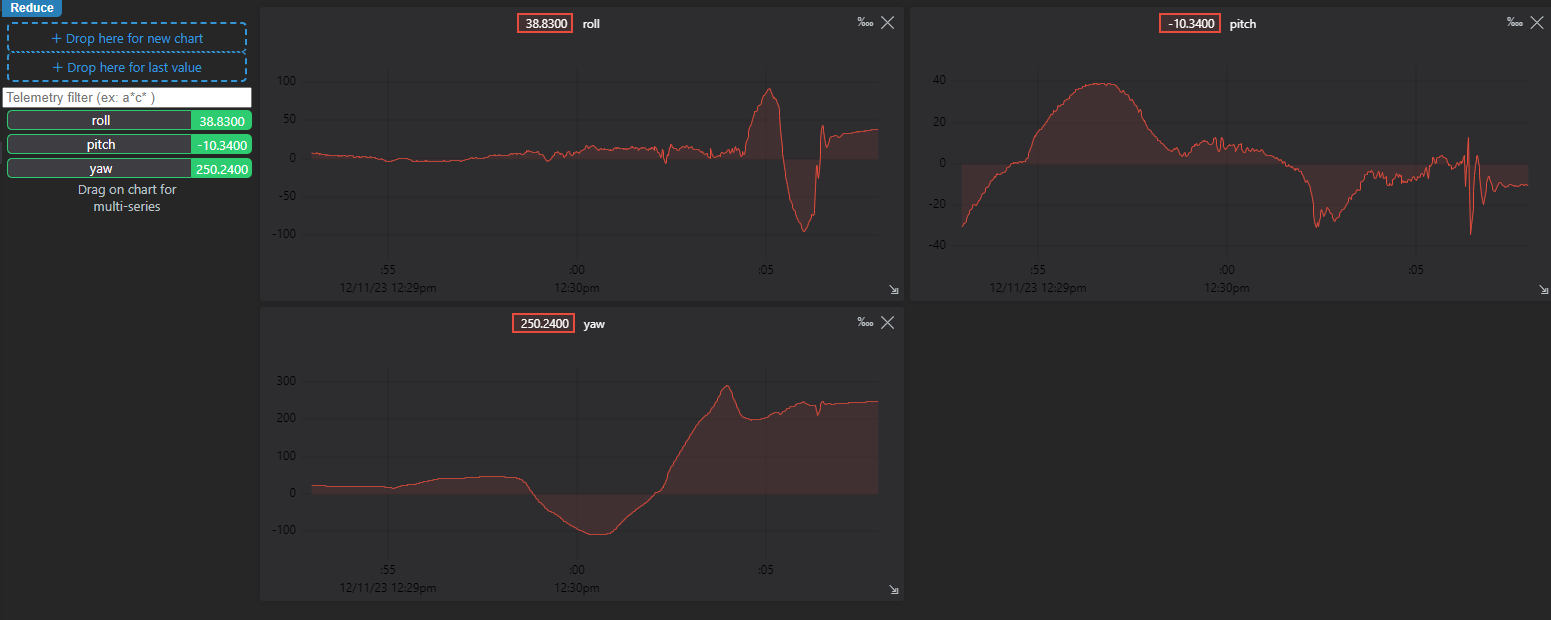 Reduce
+ Drop here for new chart
+ Drop here for last value
Telemetry filter (ex: a*c* )
roll 38.8300
pitch -10.3400
yaw 250.2400
Drag on chart for
multi-series
38.8300 roll
100
50
0
-50
-100
:55 :00 :05
12/11/23 12:29pm 12:30pm
-10.3400 pitch
40
20
0
-20
-40
:55 :00 :05
12/11/23 12:29pm 12:30pm
250.2400 yaw
300
200
100
0
-100
:55 :00 :05
12/11/23 12:29pm 12:30pm